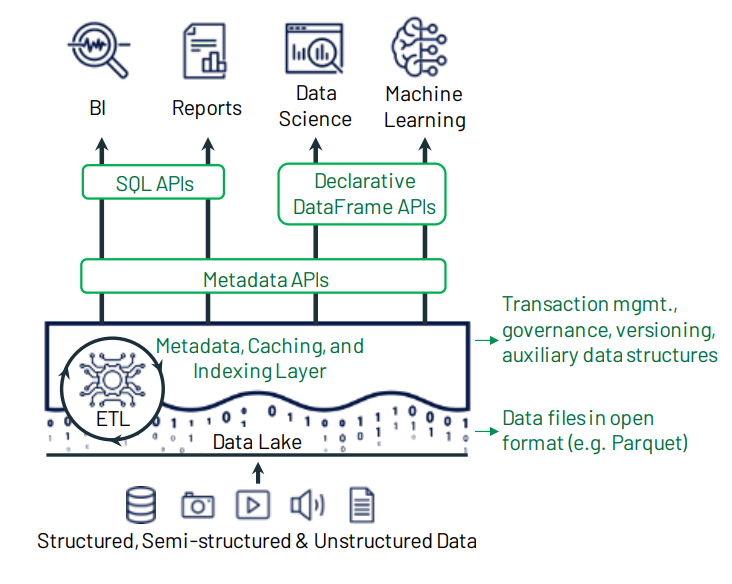 BI
Reports
Data
Science
Machine
Learning
SQL APIs
Declarative
DataFrame APIs
Metadata APIs
Metadata, Caching, and
Indexing Layer
ETL
Data Lake
Transaction mgmt.,
governance, versioning,
auxiliary data structures
Data files in open
format (e.g. Parquet)
Structured, Semi-structured & Unstructured Data